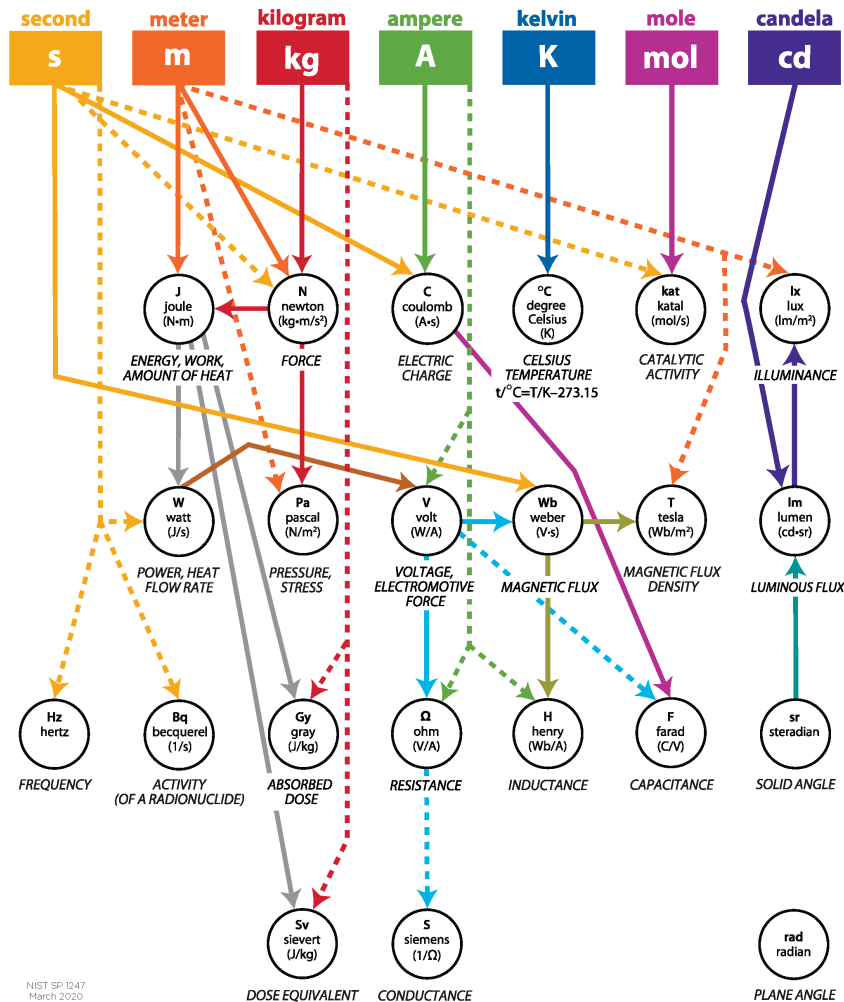 second
meter
kilogram
ampere
kelvin
mole
candela
s
m
kg
A
K
mol
cd
J
joule
(N•m)
ENERGY, WORK,
AMOUNT OF HEAT
N
newton
(kg•m/s²)
FORCE
C
coulomb
(A•s)
ELECTRIC
CHARGE
°C
degree
Celsius
(K)
CELSIUS
TEMPERATURE
t/°C=T/K–273.15
kat
katal
(mol/s)
CATALYTIC
ACTIVITY
lx
lux
(lm/m²)
ILLUMINANCE
W
watt
(J/s)
POWER, HEAT
FLOW RATE
Pa
pascal
(N/m²)
PRESSURE,
STRESS
V
volt
(W/A)
VOLTAGE,
ELECTROMOTIVE
FORCE
Wb
weber
(V•s)
MAGNETIC FLUX
T
tesla
(Wb/m²)
MAGNETIC FLUX
DENSITY
lm
lumen
(cd•sr)
LUMINOUS FLUX
Hz
hertz
FREQUENCY
Bq
becquerel
(1/s)
ACTIVITY
(OF A RADIONUCLIDE)
Gy
gray
(J/kg)
ABSORBED
DOSE
Ω
ohm
(V/A)
RESISTANCE
H
henry
(Wb/A)
INDUCTANCE
F
farad
(C/V)
CAPACITANCE
sr
steradian
SOLID ANGLE
Sv
sievert
(J/kg)
DOSE EQUIVALENT
S
siemens
(1/Ω)
CONDUCTANCE
rad
radian
PLANE ANGLE
NIST SP 1247
March 2020